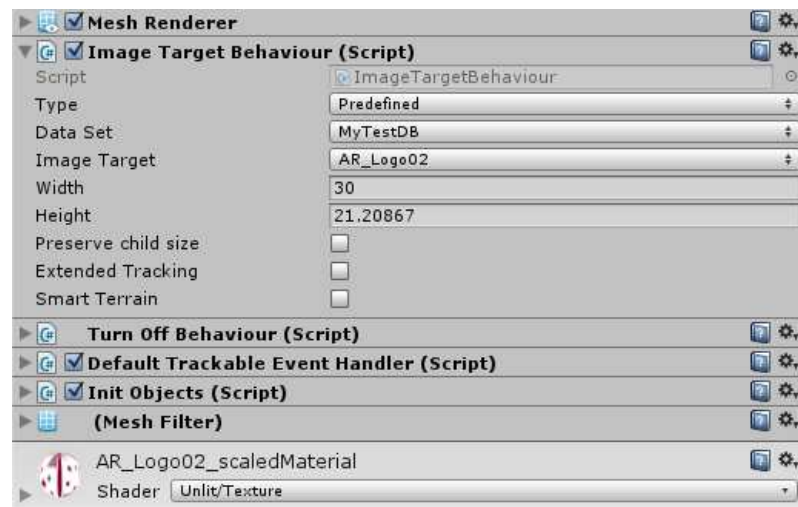 Mesh Renderer
Image Target Behaviour (Script)
Script ImageTargetBehaviour
Type Predefined
Data Set MyTestDB
Image Target AR_Logo02
Width 30
Height 21.20867
Preserve child size
Extended Tracking
Smart Terrain
Turn Off Behaviour (Script)
Default Trackable Event Handler (Script)
Init Objects (Script)
(Mesh Filter)
AR_Logo02_scaledMaterial
Shader Unlit/Texture